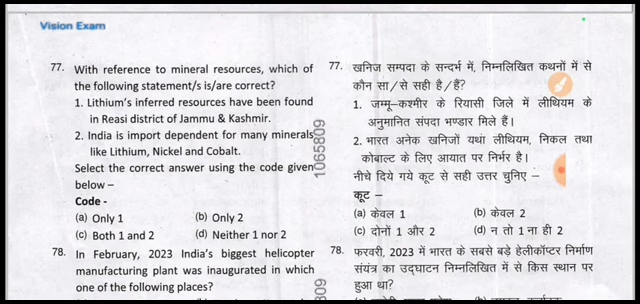 Vision Exam
77. With reference to mineral resources, which of
the following statement/s is/are correct?
1. Lithium's inferred resources have been found
in Reasi district of Jammu & Kashmir.
2. India is import dependent for many minerals
like Lithium, Nickel and Cobalt.
Select the correct answer using the code given
below –
Code -
(a) Only 1 (b) Only 2
(c) Both 1 and 2 (d) Neither 1 nor 2
78. In February, 2023 India's biggest helicopter
manufacturing plant was inaugurated in which
one of the following places?
1065809
809
77. खनिज सम्पदा के सन्दर्भ में, निम्नलिखित कथनों में से
कौन सा/से सही है/हैं?
1. जम्मू-कश्मीर के रियासी जिले में लीथियम के
अनुमानित संपदा भण्डार मिले हैं।
2. भारत अनेक खनिजों यथा लीथियम, निकल तथा
कोबाल्ट के लिए आयात पर निर्भर है।
नीचे दिये गये कूट से सही उत्तर चुनिए –
कूट –
(a) केवल 1 (b) केवल 2
(c) दोनों 1 और 2 (d) न तो 1 ना ही 2
78. फरवरी, 2023 में भारत के सबसे बड़े हेलीकॉप्टर निर्माण
संयंत्र का उद्घाटन निम्नलिखित में से किस स्थान पर
हुआ था?